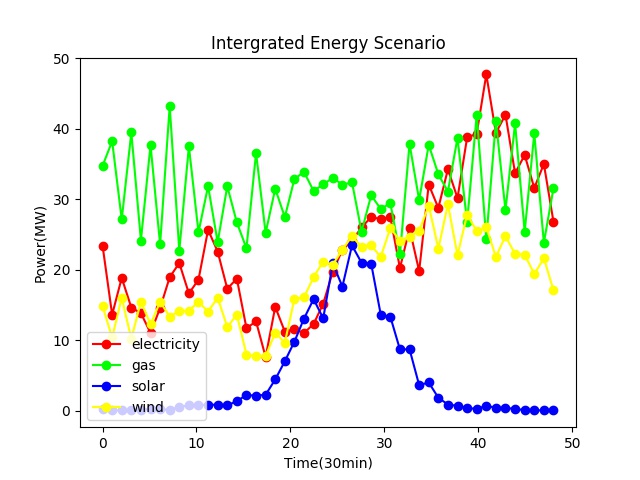 Intergrated Energy Scenario
50
40
30
20
10
0
Power(MW)
electricity
gas
solar
wind
0 10 20 30 40 50
Time(30min)